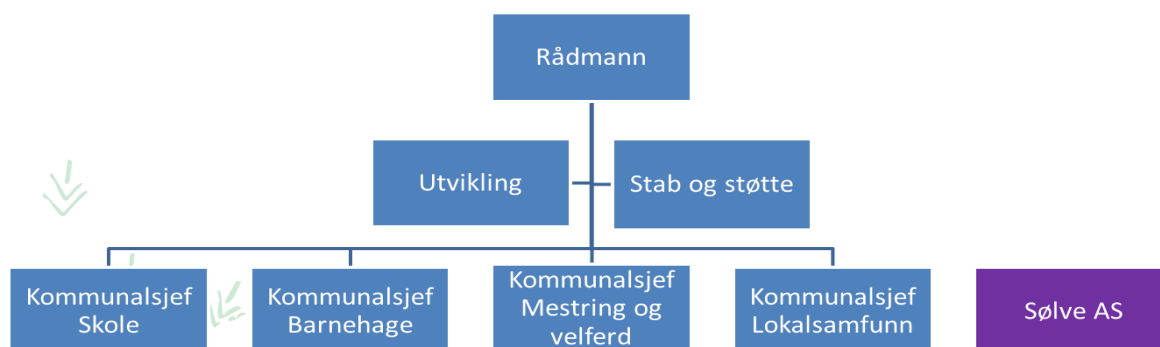 Rådmann
Utvikling
Stab og støtte
Kommunalsjef
Skole
Kommunalsjef
Barnehage
Kommunalsjef
Mestring og
velferd
Kommunalsjef
Lokalsamfunn
Sølve AS